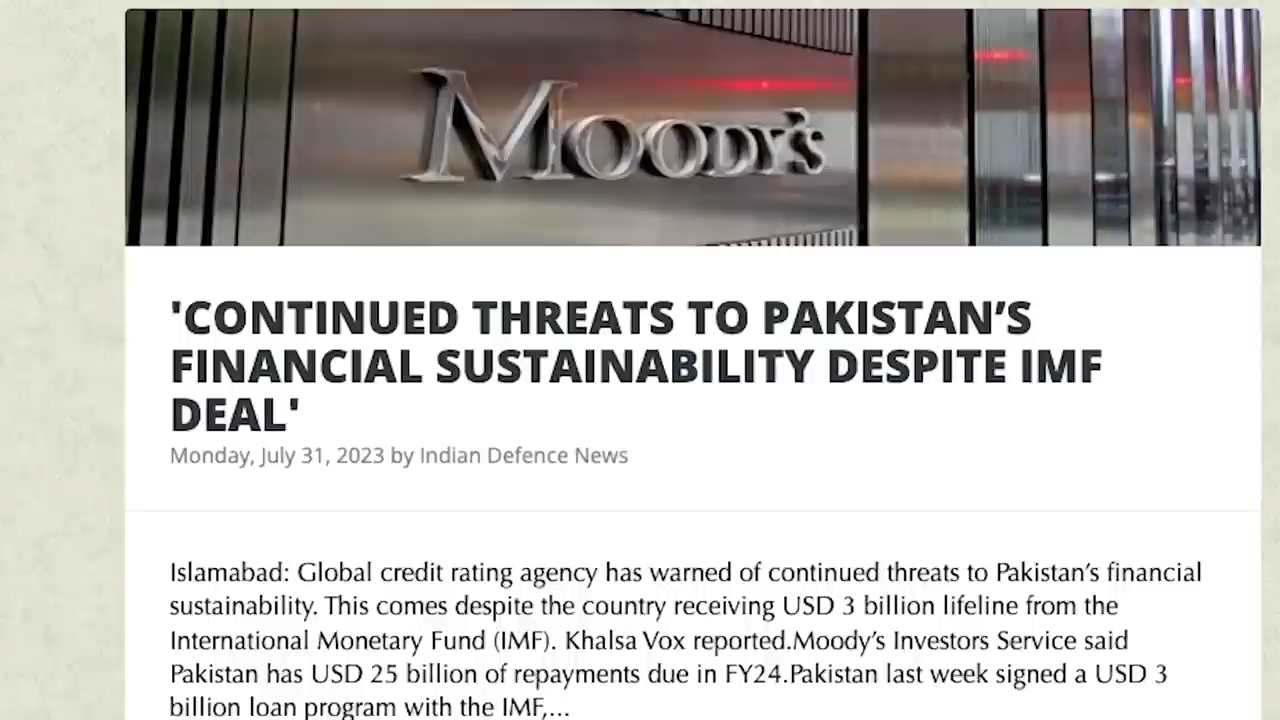 MOODY'S
'CONTINUED THREATS TO PAKISTAN’S
FINANCIAL SUSTAINABILITY DESPITE IMF
DEAL'
Monday, July 31, 2023 by Indian Defence News
Islamabad: Global credit rating agency has warned of continued threats to Pakistan’s financial
sustainability. This comes despite the country receiving USD 3 billion lifeline from the
International Monetary Fund (IMF). Khalsa Vox reported.Moody’s Investors Service said
Pakistan has USD 25 billion of repayments due in FY24.Pakistan last week signed a USD 3
billion loan program with the IMF,...